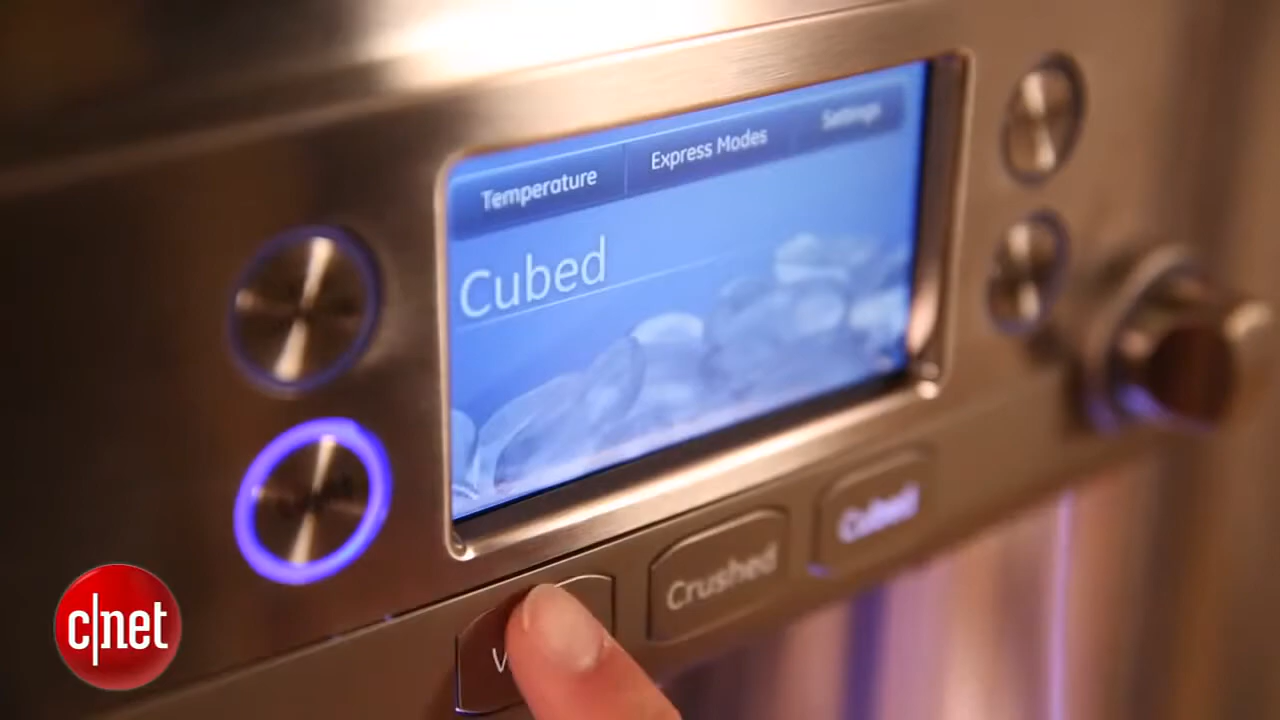 Temperature
Express Modes
Settings
Cubed
Cubed
Crushed
c|net